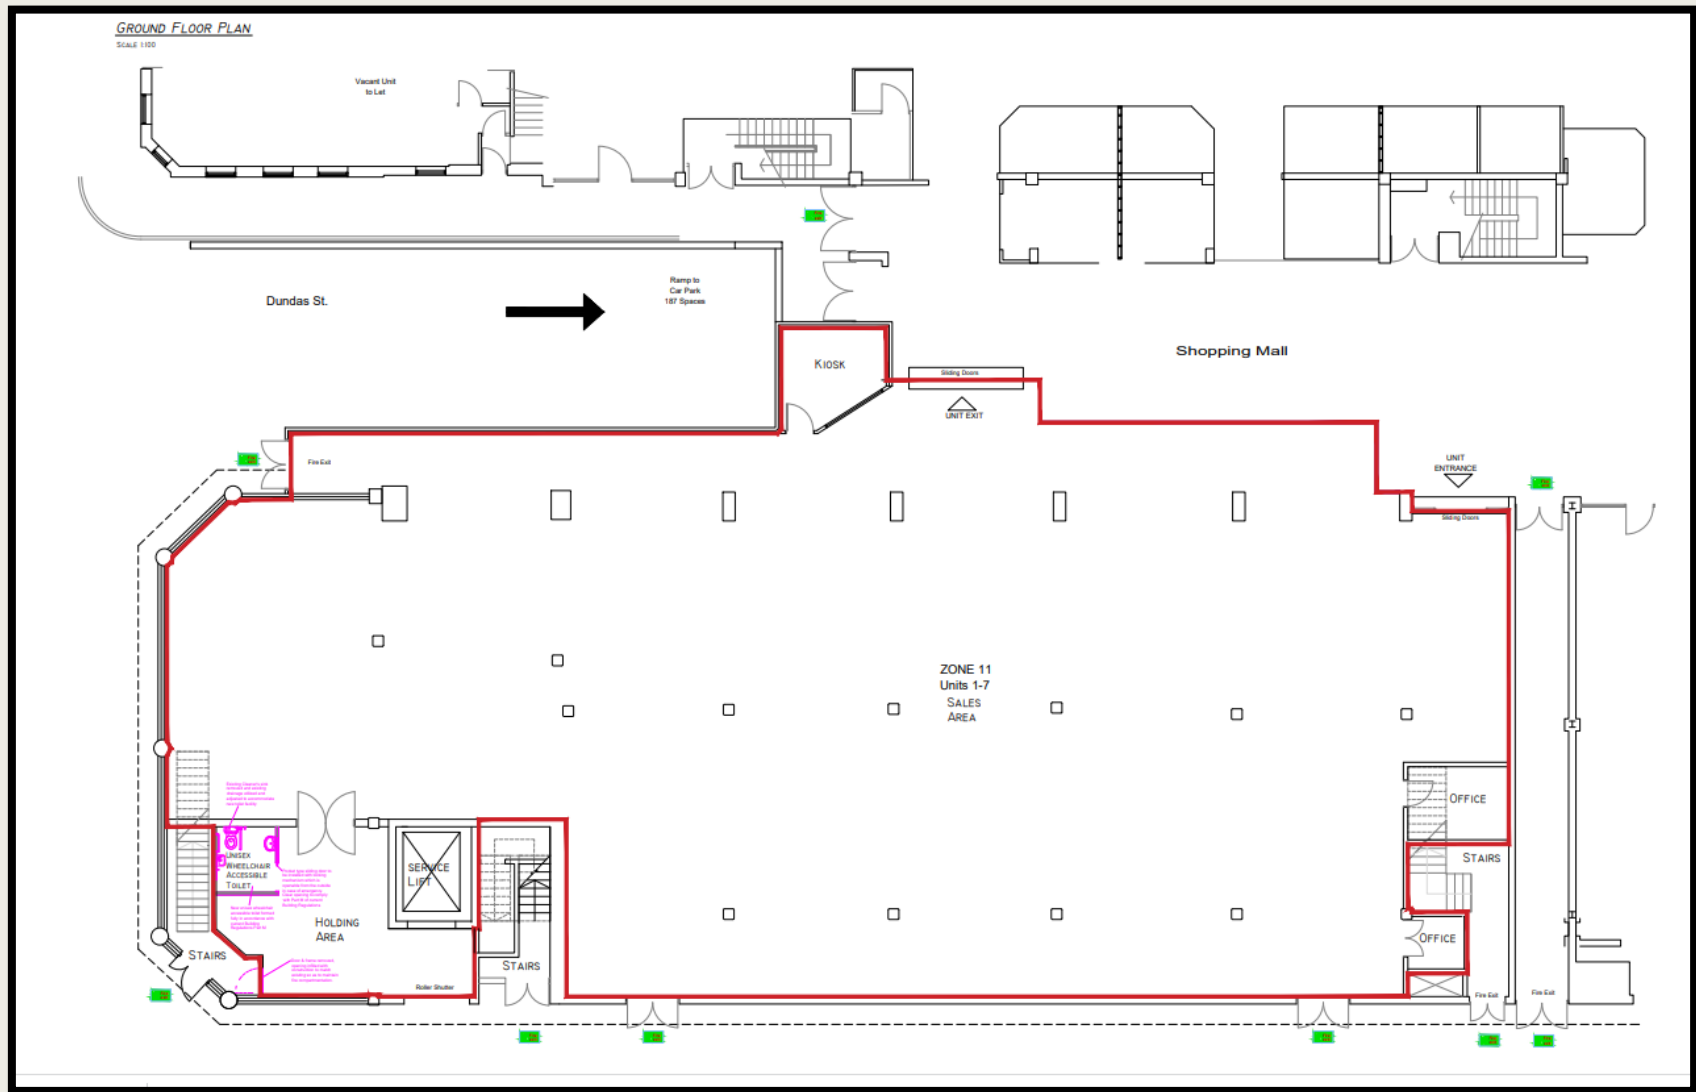 GROUND FLOOR PLAN
SCALE 1:100
Vacant Unit
to Let
Dundas St.
Ramp to
Car Park
187 Spaces
Shopping Mall
KIOSK
Sliding Doors
UNIT EXIT
UNIT
ENTRANCE
Sliding Doors
Fire Exit
ZONE 11
Units 1-7
SALES
AREA
OFFICE
STAIRS
OFFICE
UNISEX
WHEELCHAIR
ACCESSIBLE
TOILET
SERVICE
LIFT
HOLDING
AREA
STAIRS
STAIRS
Roller Shutter
Fire Exit
Fire Exit